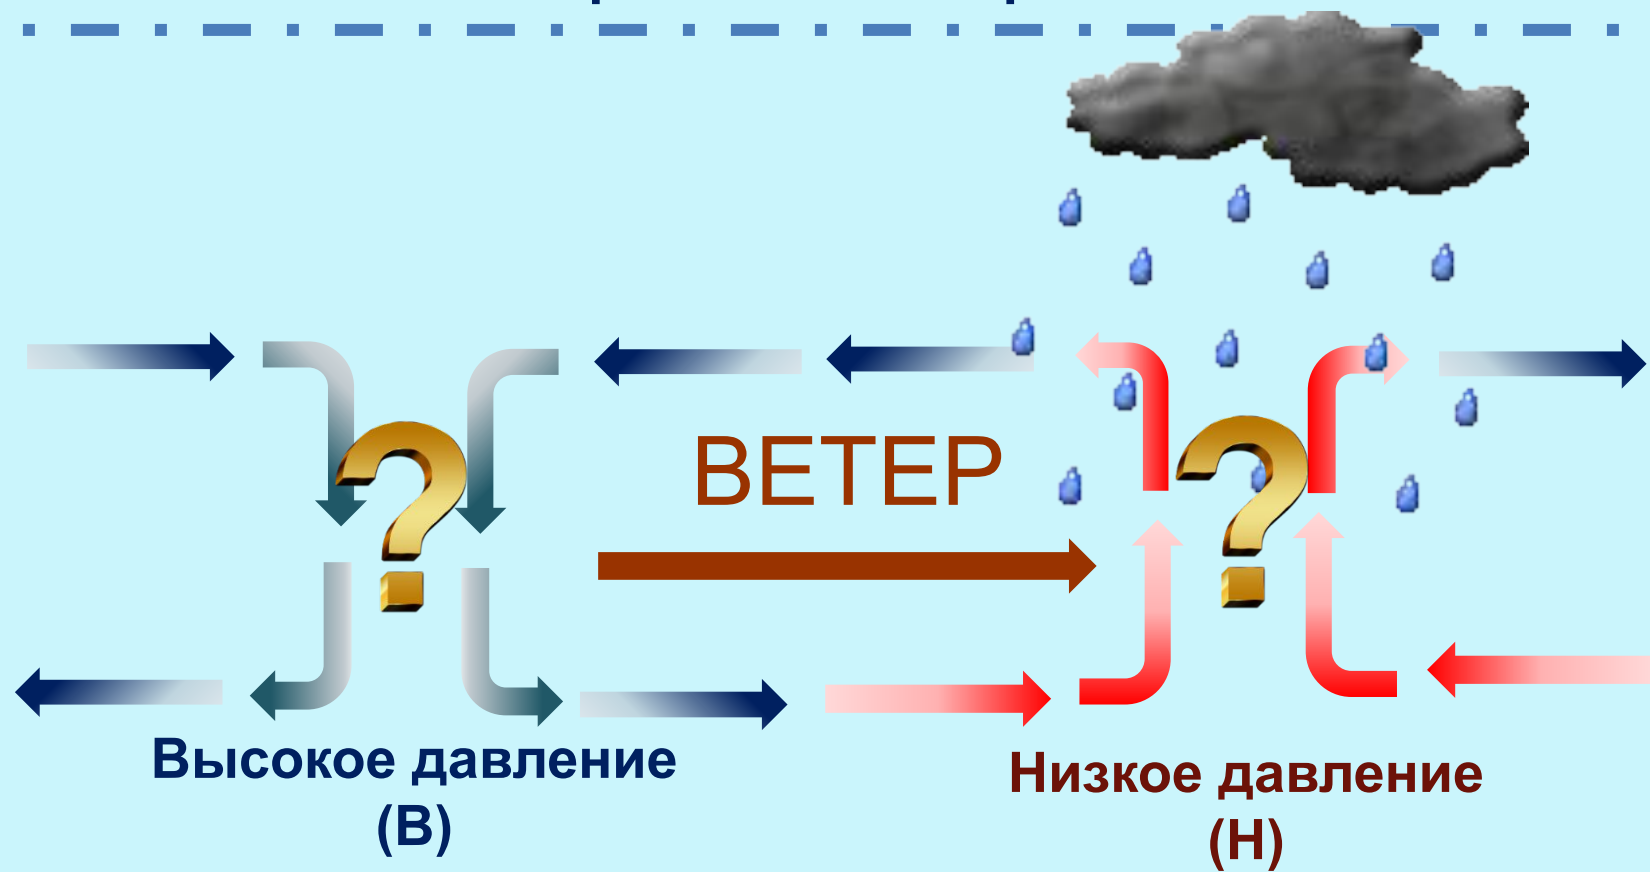 ВЕТЕР
Высокое давление
(В)
Низкое давление
(Н)